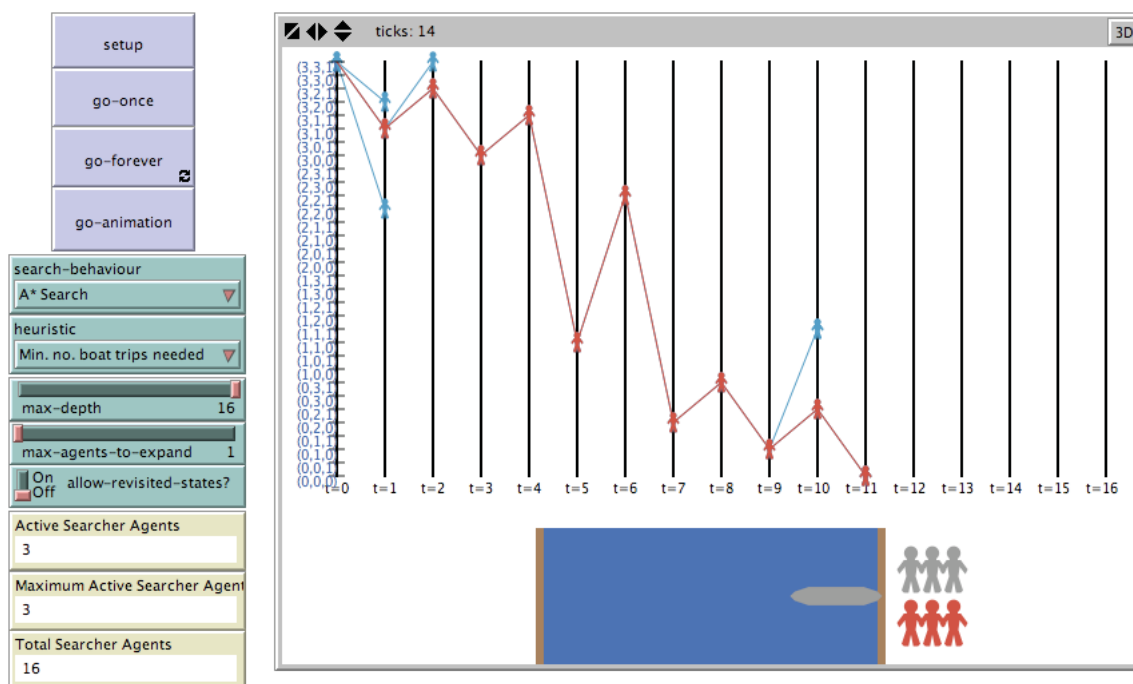 setup
go-once
go-forever
go-animation
search-behaviour
A* Search
heuristic
Min. no. boat trips needed
max-depth 16
max-agents-to-expand 1
On
Off
allow-revisited-states?
Active Searcher Agents
3
Maximum Active Searcher Agent
3
Total Searcher Agents
16
ticks: 14
3D
(3,3,1)
(3,3,0)
(3,2,1)
(3,2,0)
(3,1,1)
(3,1,0)
(3,0,1)
(3,0,0)
(2,3,1)
(2,3,0)
(2,2,1)
(2,2,0)
(2,1,1)
(2,1,0)
(2,0,1)
(2,0,0)
(1,3,1)
(1,3,0)
(1,2,1)
(1,2,0)
(1,1,1)
(1,1,0)
(1,0,1)
(1,0,0)
(0,3,1)
(0,3,0)
(0,2,1)
(0,2,0)
(0,1,1)
(0,1,0)
(0,0,1)
(0,0,0)
t=0 t=1 t=2 t=3 t=4 t=5 t=6 t=7 t=8 t=9 t=10 t=11 t=12 t=13 t=14 t=15 t=16